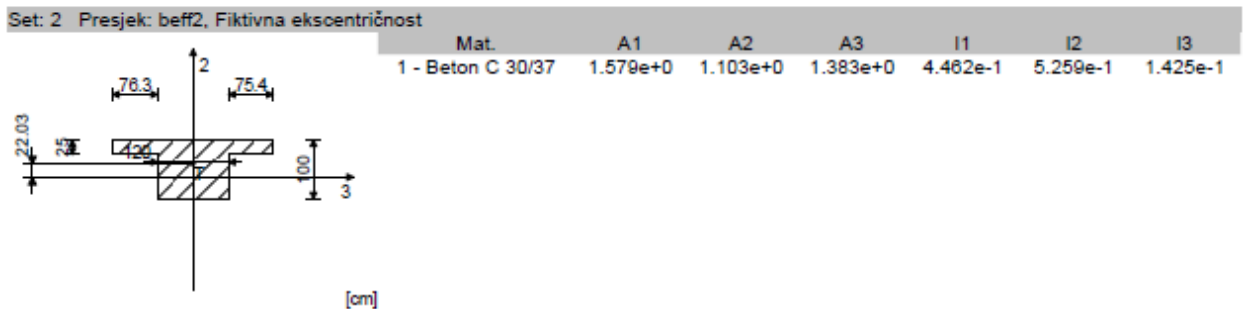 Set: 2 Presjek: beff2, Fiktivna ekscentričnost
Mat. A1 A2 A3 I1 I2 I3
1 - Beton C 30/37 1.579e+0 1.103e+0 1.383e+0 4.462e-1 5.259e-1 1.425e-1
2
76.3 75.4
22.03
25
120
T
100
3
[cm]